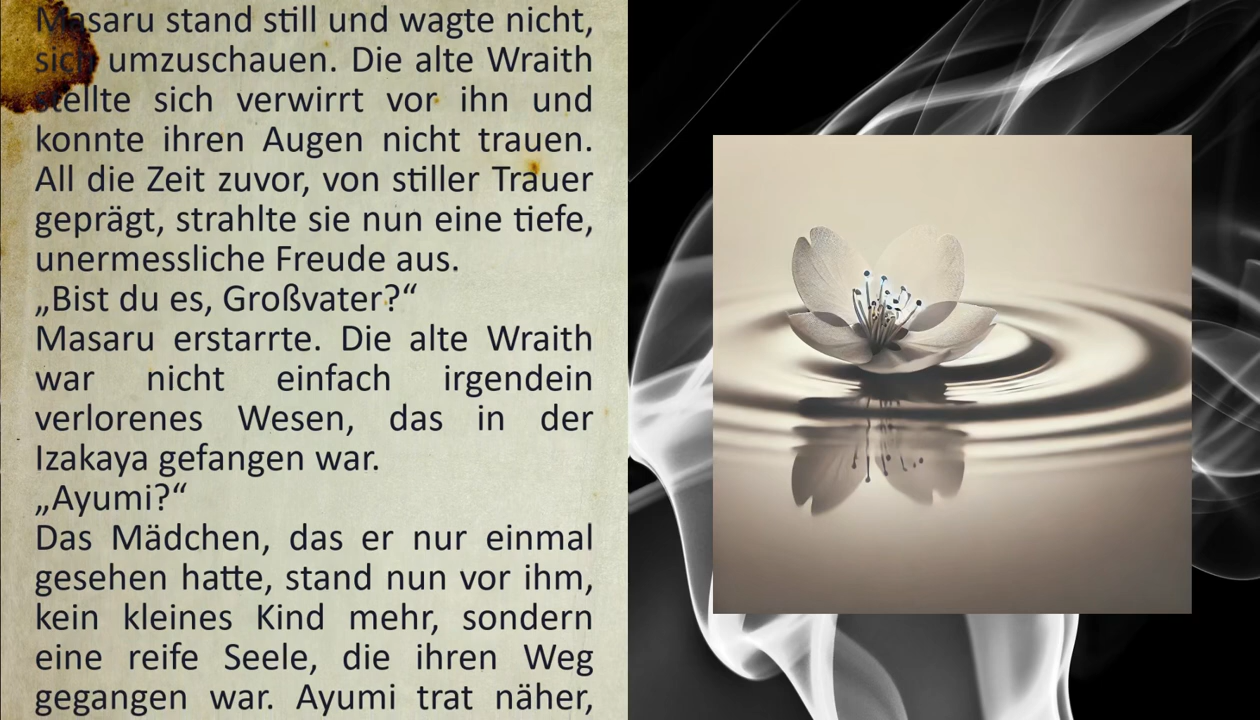 Masaru stand still und wagte nicht,
sich umzuschauen. Die alte Wraith
stellte sich verwirrt vor ihn und
konnte ihren Augen nicht trauen.
All die Zeit zuvor, von stiller Trauer
geprägt, strahlte sie nun eine tiefe,
unermessliche Freude aus.
„Bist du es, Großvater?“
Masaru erstarrte. Die alte Wraith
war nicht einfach irgendein
verlorenes Wesen, das in der
Izakaya gefangen war.
„Ayumi?“
Das Mädchen, das er nur einmal
gesehen hatte, stand nun vor ihm,
kein kleines Kind mehr, sondern
eine reife Seele, die ihren Weg
gegangen war. Ayumi trat näher,